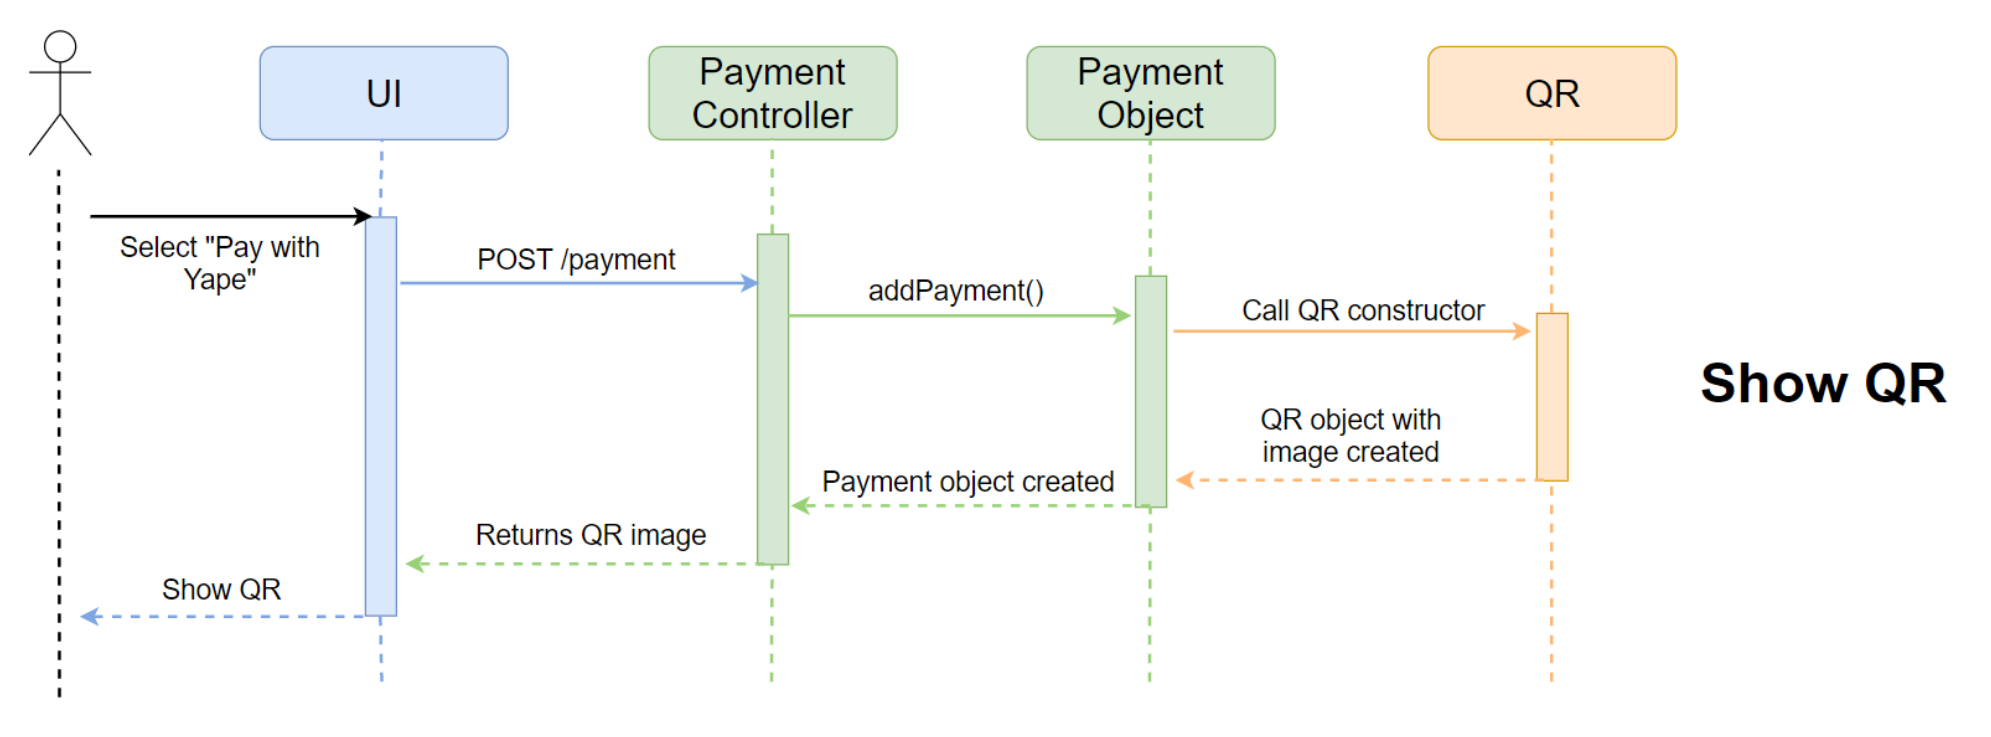 UI
Payment
Controller
Payment
Object
QR
Select "Pay with
Yape"
POST /payment
addPayment()
Call QR constructor
Show QR
QR object with
image created
Payment object created
Returns QR image
Show QR